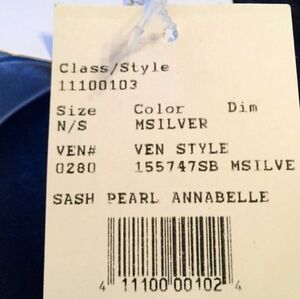 Class/Style
11100103
Size Color Dim
N/S MSILVER
VEN# VEN STYLE
0280 155747SB MSILVE
SASH PEARL ANNABELLE
4 11100 00102 4